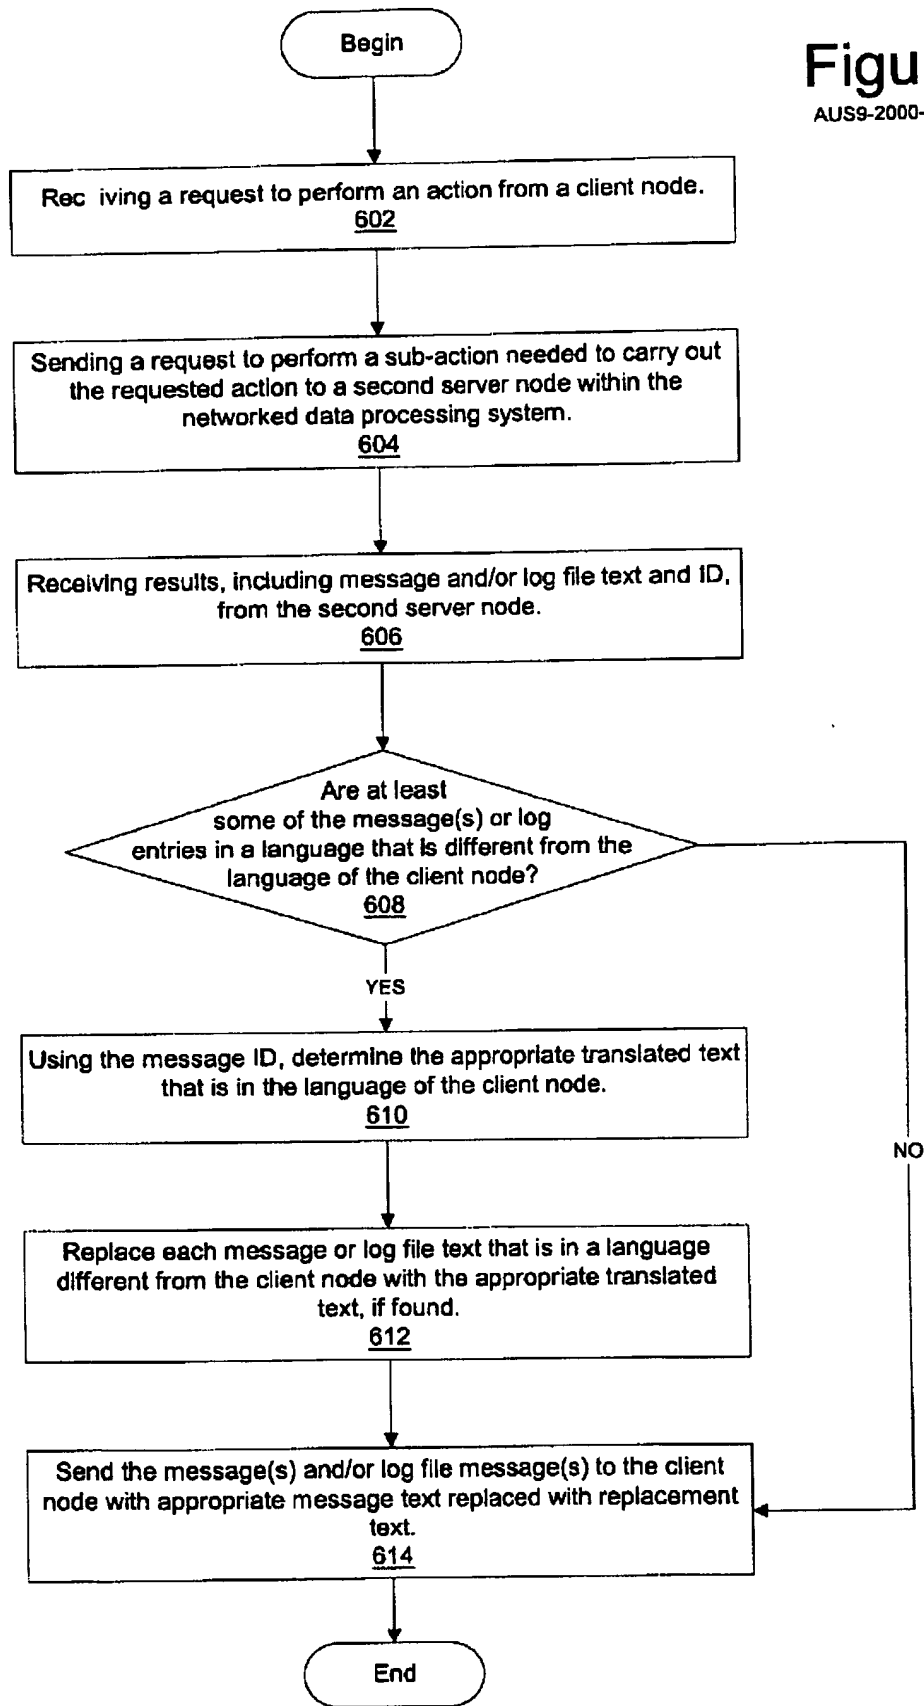 Begin
Figu
AUS9-2000-
Rec iving a request to perform an action from a client node.
602
Sending a request to perform a sub-action needed to carry out
the requested action to a second server node within the
networked data processing system.
604
Receiving results, including message and/or log file text and ID,
from the second server node.
606
Are at least
some of the message(s) or log
entries in a language that is different from the
language of the client node?
608
YES
Using the message ID, determine the appropriate translated text
that is in the language of the client node.
610
NO
Replace each message or log file text that is in a language
different from the client node with the appropriate translated
text, if found.
612
Send the message(s) and/or log file message(s) to the client
node with appropriate message text replaced with replacement
text.
614
End